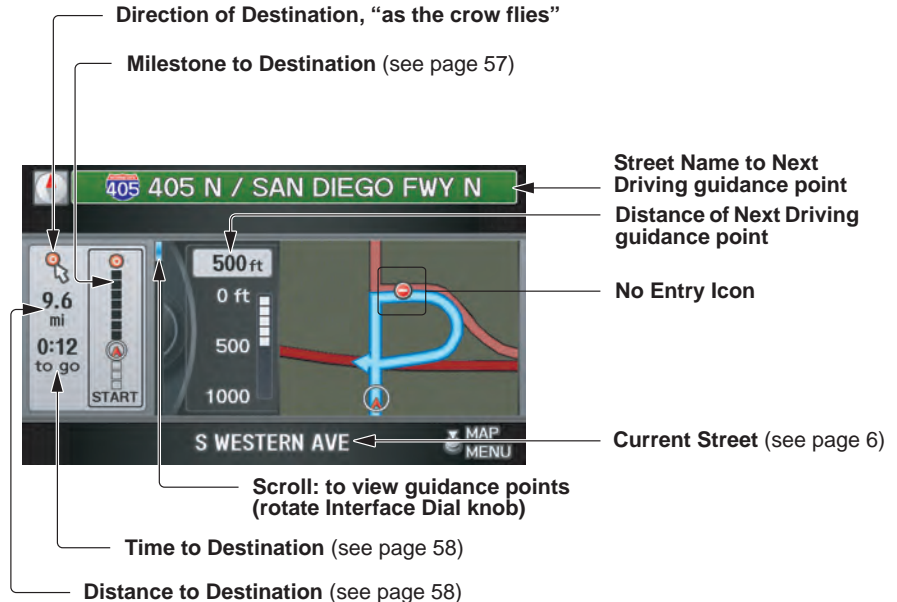 Direction of Destination, “as the crow flies”
Milestone to Destination (see page 57)
405 405 N / SAN DIEGO FWY N
Street Name to Next
Driving guidance point
Distance of Next Driving
guidance point
500 ft
9.6
mi
0 ft
No Entry Icon
0:12
to go
500
START
1000
S WESTERN AVE
MAP
MENU
Current Street (see page 6)
Scroll: to view guidance points
(rotate Interface Dial knob)
Time to Destination (see page 58)
Distance to Destination (see page 58)